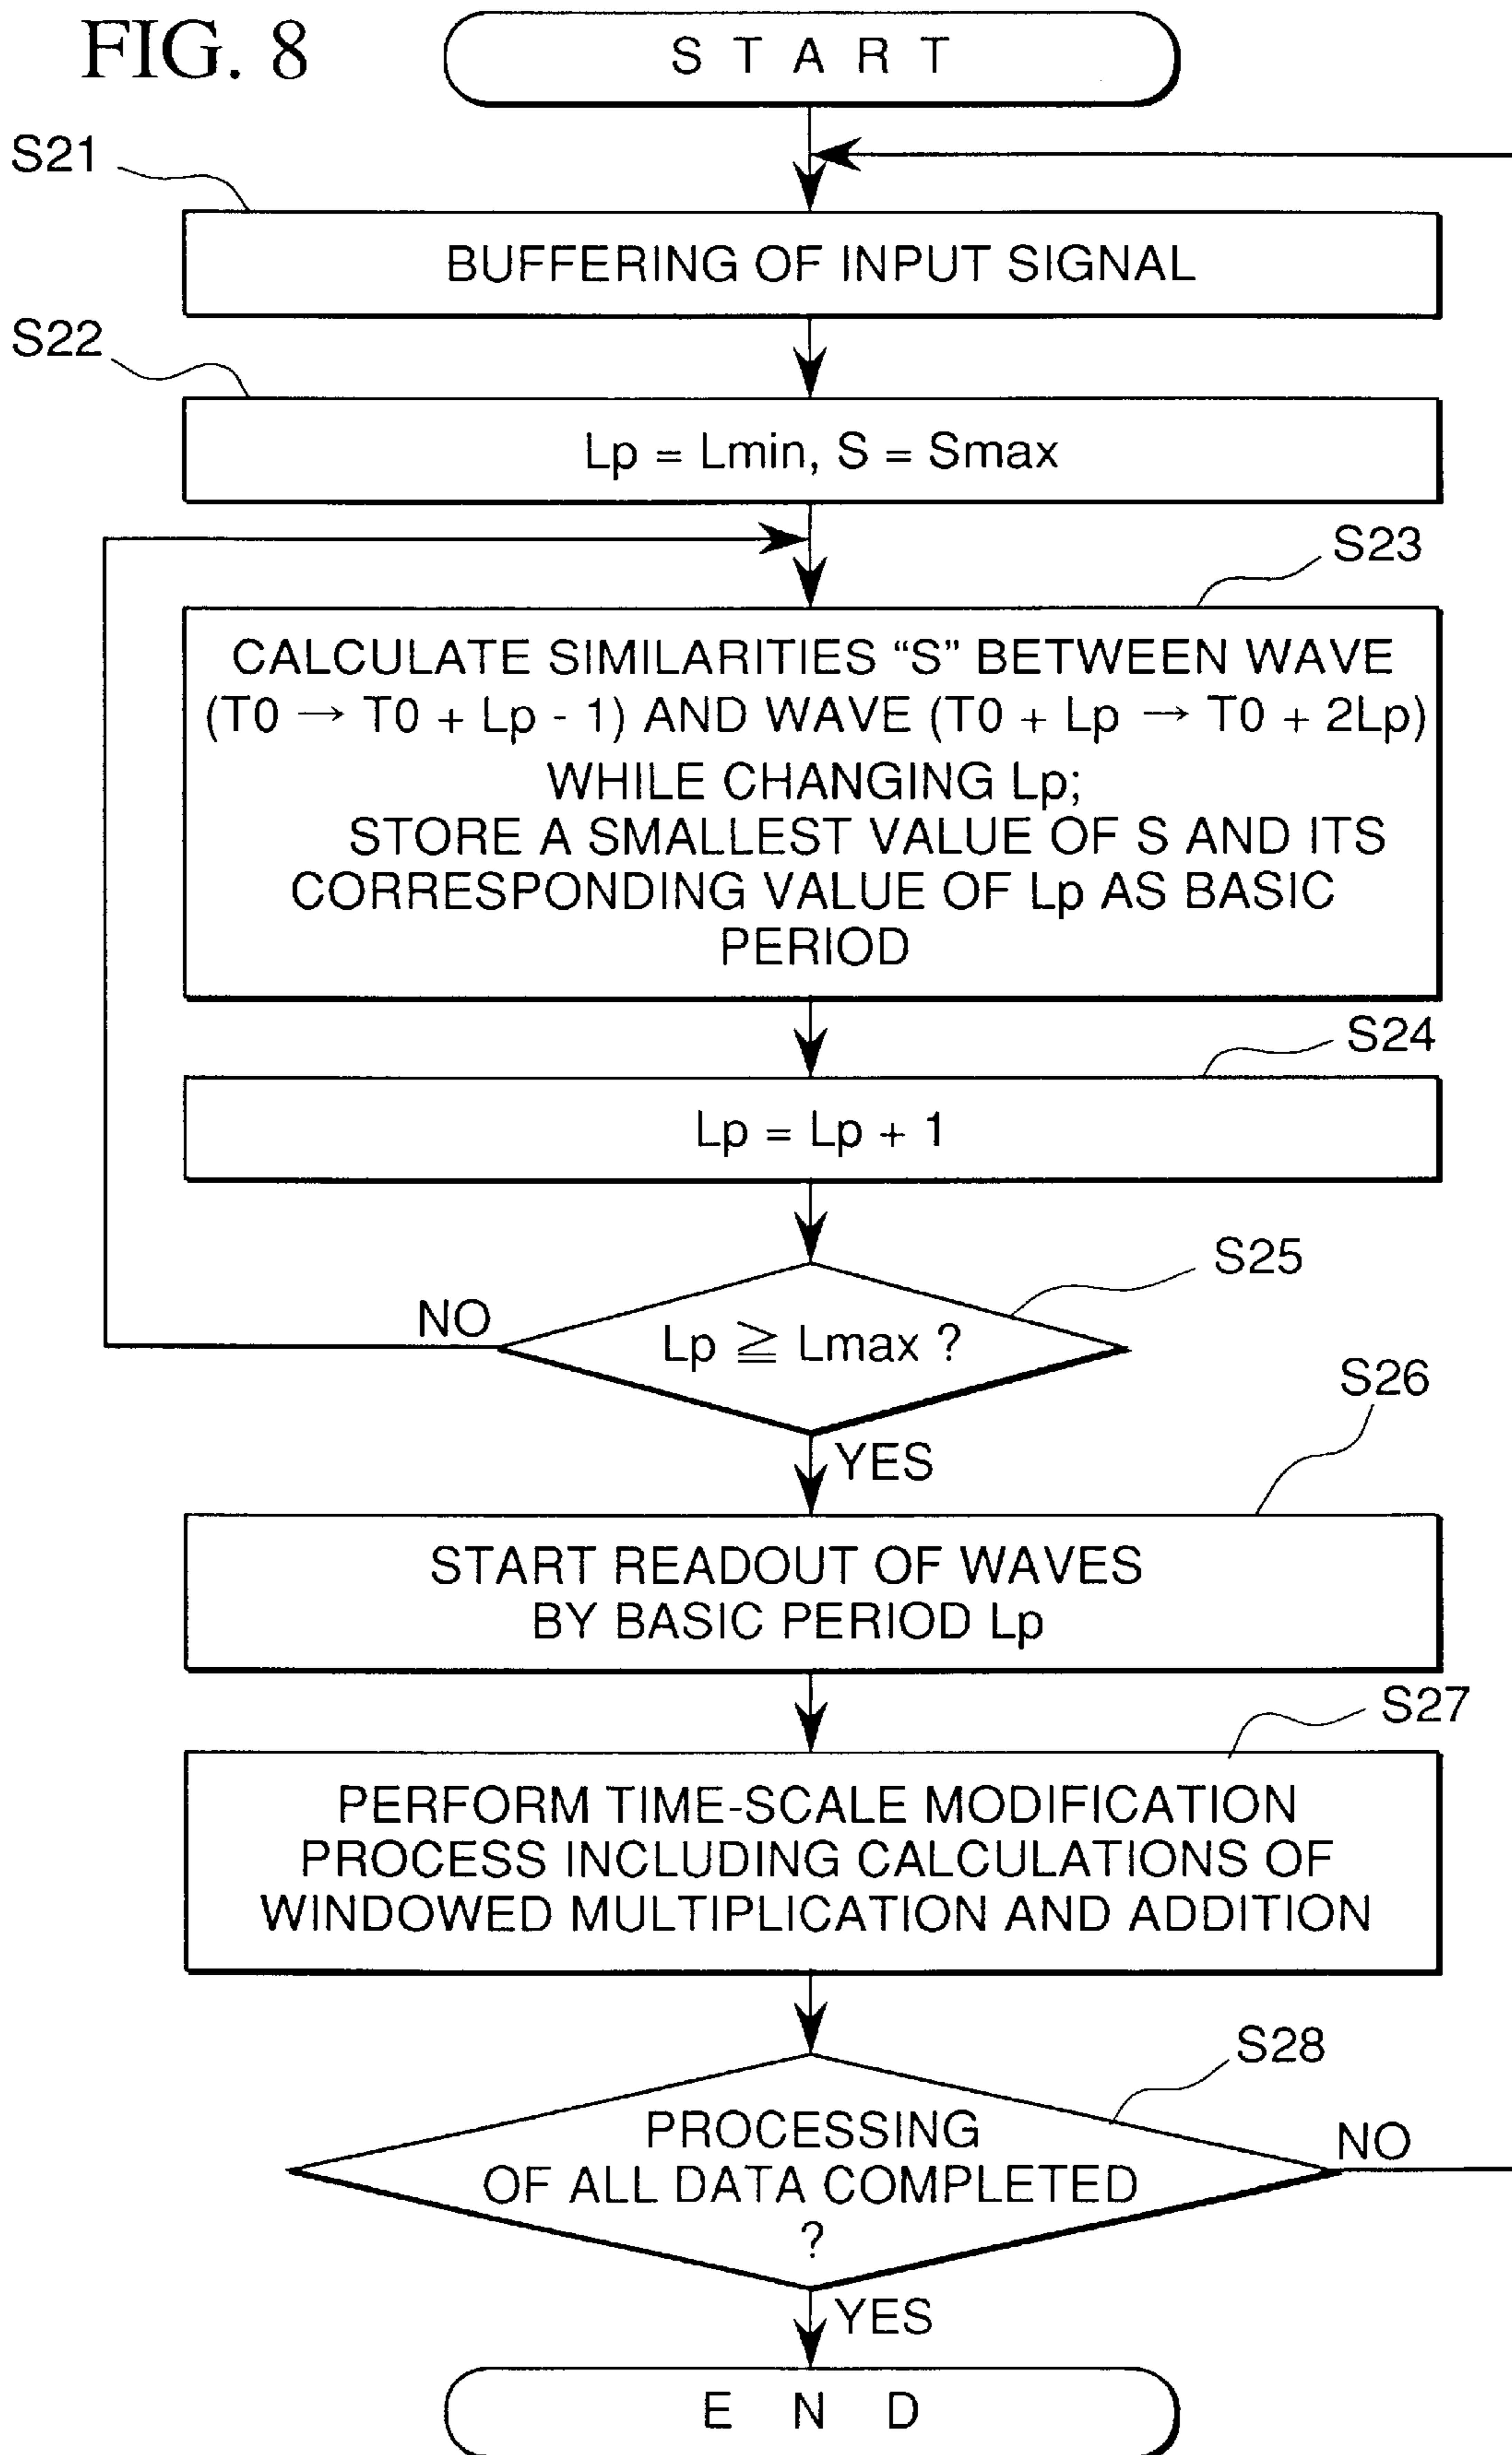 FIG. 8
START
S21
BUFFERING OF INPUT SIGNAL
S22
Lp = Lmin, S = Smax
S23
CALCULATE SIMILARITIES “S” BETWEEN WAVE
(T0 → T0 + Lp - 1) AND WAVE (T0 + Lp → T0 + 2Lp)
WHILE CHANGING Lp;
STORE A SMALLEST VALUE OF S AND ITS
CORRESPONDING VALUE OF Lp AS BASIC
PERIOD
S24
Lp = Lp + 1
S25
NO
Lp ≧ Lmax ?
YES
S26
START READOUT OF WAVES
BY BASIC PERIOD Lp
S27
PERFORM TIME-SCALE MODIFICATION
PROCESS INCLUDING CALCULATIONS OF
WINDOWED MULTIPLICATION AND ADDITION
S28
PROCESSING
OF ALL DATA COMPLETED
?
NO
YES
END